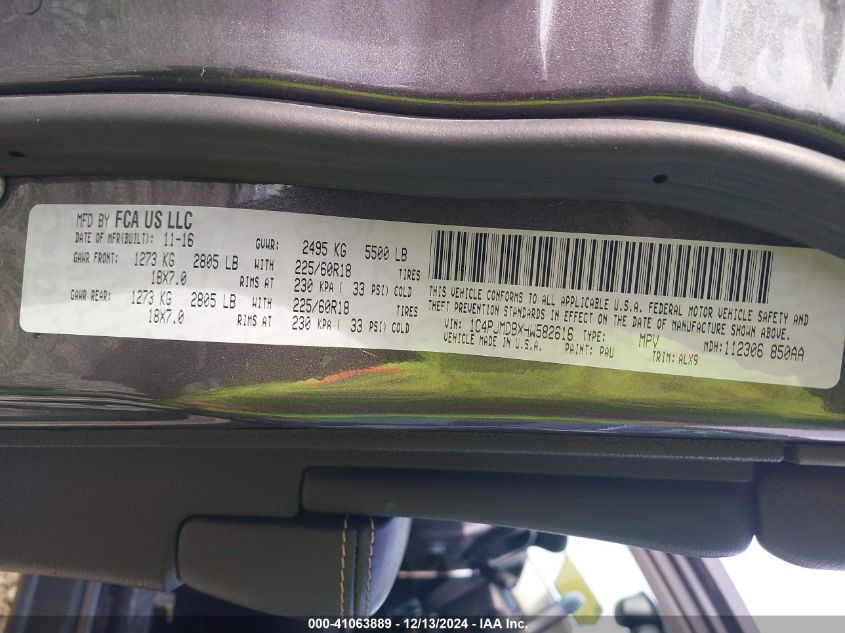 MFD BY FCA US LLC
DATE OF MFR(BUILT): 11-16 GVWR: 2495 KG 5500 LB
GAWR FRONT: 1273 KG 2805 LB WITH 225/60R18 TIRES
18X7.0 RIMS AT 230 KPA ( 33 PSI) COLD
GAWR REAR: 1273 KG 2805 LB WITH 225/60R18 TIRES
18X7.0 RIMS AT 230 KPA ( 33 PSI) COLD
THIS VEHICLE CONFORMS TO ALL APPLICABLE U.S.A. FEDERAL MOTOR VEHICLE SAFETY AND
THEFT PREVENTION STANDARDS IN EFFECT ON THE DATE OF MANUFACTURE SHOWN ABOVE.
VIN: 1C4PJMDBXHW582616 TYPE: MPV MDH:112306 850AA
VEHICLE MADE IN U.S.A. PAINT: PAU TRIM: ALX9
000-41063889 - 12/13/2024 - IAA, Inc.